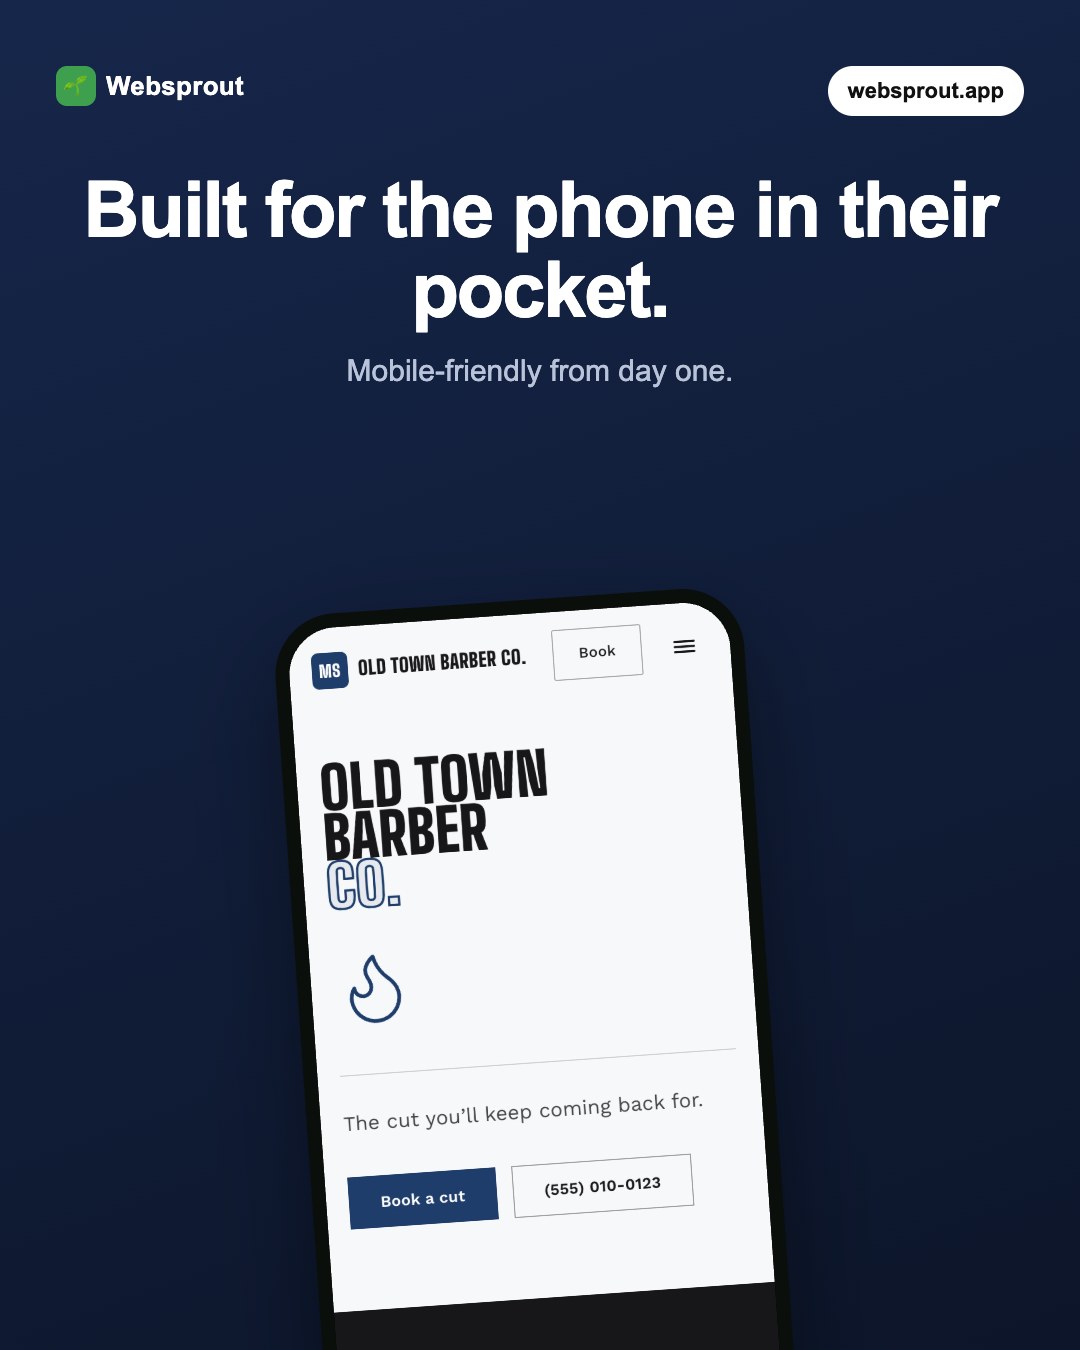 Websprout
websprout.app
Built for the phone in their
pocket.
Mobile-friendly from day one.
MS
OLD TOWN BARBER CO.
Book
OLD TOWN
BARBER
CO.
The cut you’ll keep coming back for.
Book a cut
(555) 010-0123